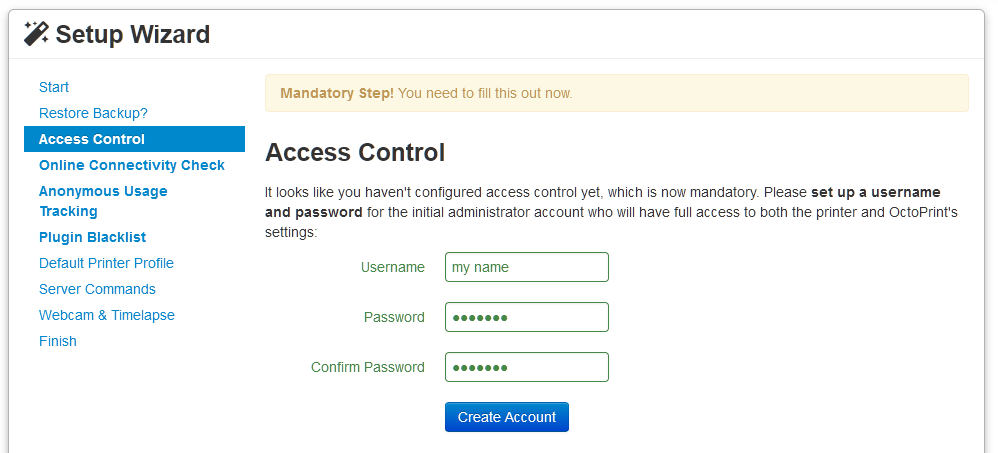 Setup Wizard
Start
Restore Backup?
Access Control
Online Connectivity Check
Anonymous Usage
Tracking
Plugin Blacklist
Default Printer Profile
Server Commands
Webcam & Timelapse
Finish
Mandatory Step! You need to fill this out now.
Access Control
It looks like you haven't configured access control yet, which is now mandatory. Please set up a username
and password for the initial administrator account who will have full access to both the printer and OctoPrint's
settings:
Username
my name
Password
●●●●●●●
Confirm Password
●●●●●●●
Create Account